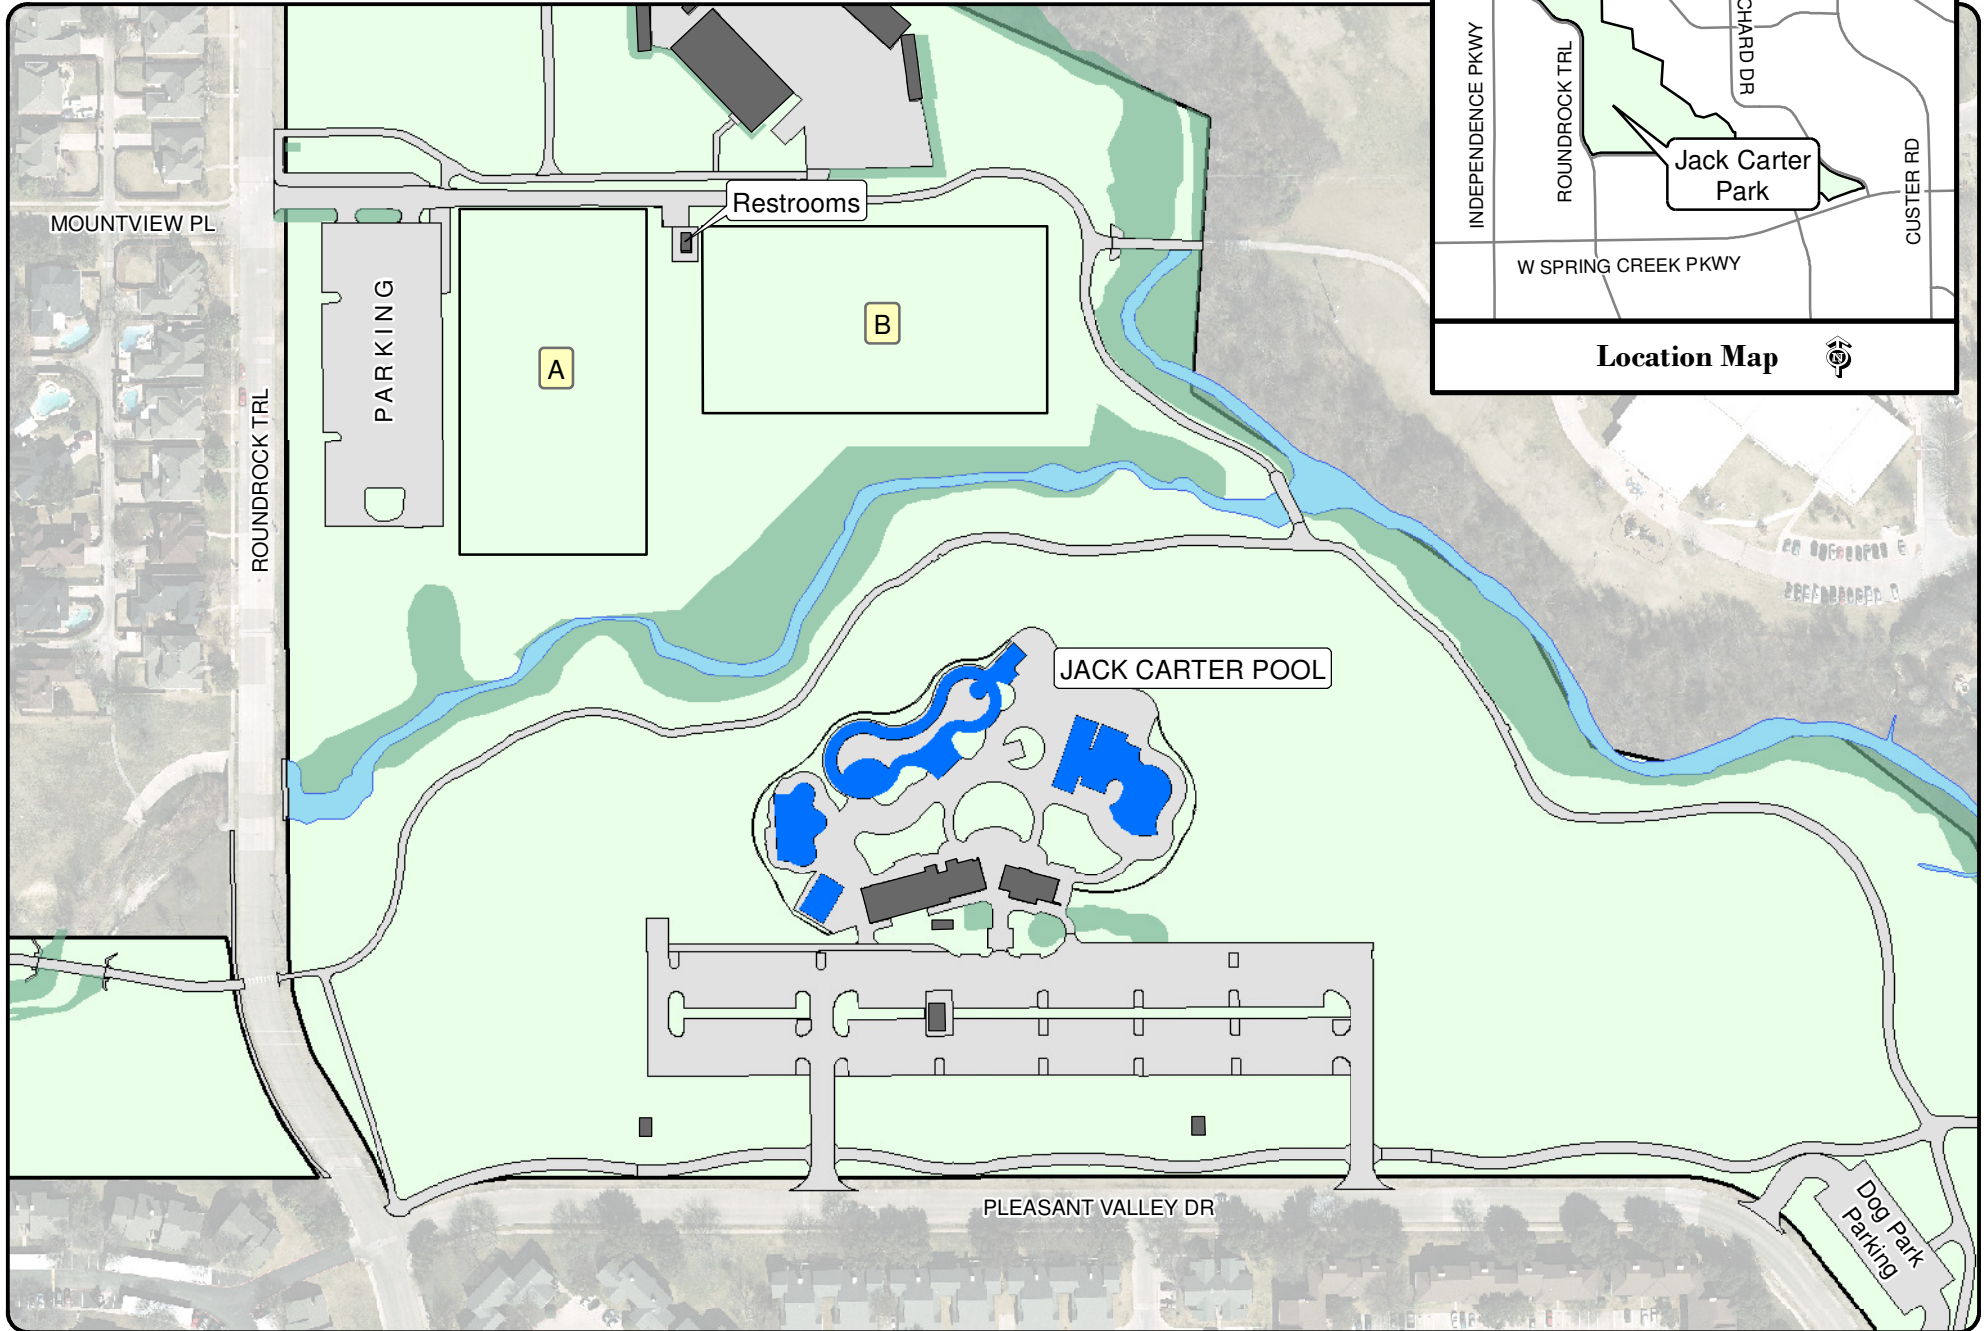 INDEPENDENCE PKWY
ROUNDROCK TRL
CHARD DR
CUSTER RD
Jack Carter
Park
W SPRING CREEK PKWY
Location Map
N
MOUNTVIEW PL
Restrooms
PARKING
A
B
ROUNDROCK TRL
JACK CARTER POOL
PLEASANT VALLEY DR
Dog Park
Parking